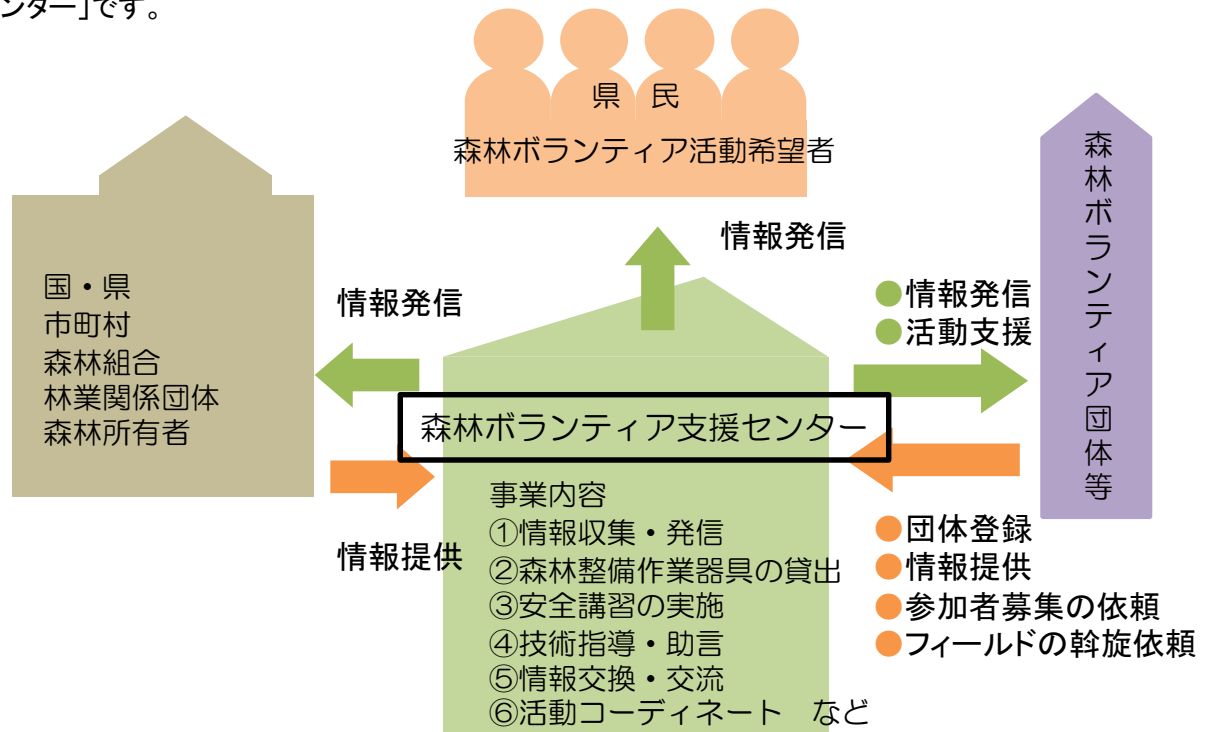 ンター」です。
県 民
森林ボランティア活動希望者
情報発信
国・県
市町村
森林組合
林業関係団体
森林所有者
情報発信
情報提供
森林ボランティア支援センター
事業内容
①情報収集・発信
②森林整備作業器具の貸出
③安全講習の実施
④技術指導・助言
⑤情報交換・交流
⑥活動コーディネート など
●情報発信
●活動支援
●団体登録
●情報提供
●参加者募集の依頼
●フィールドの斡旋依頼
森林ボランティア団体等